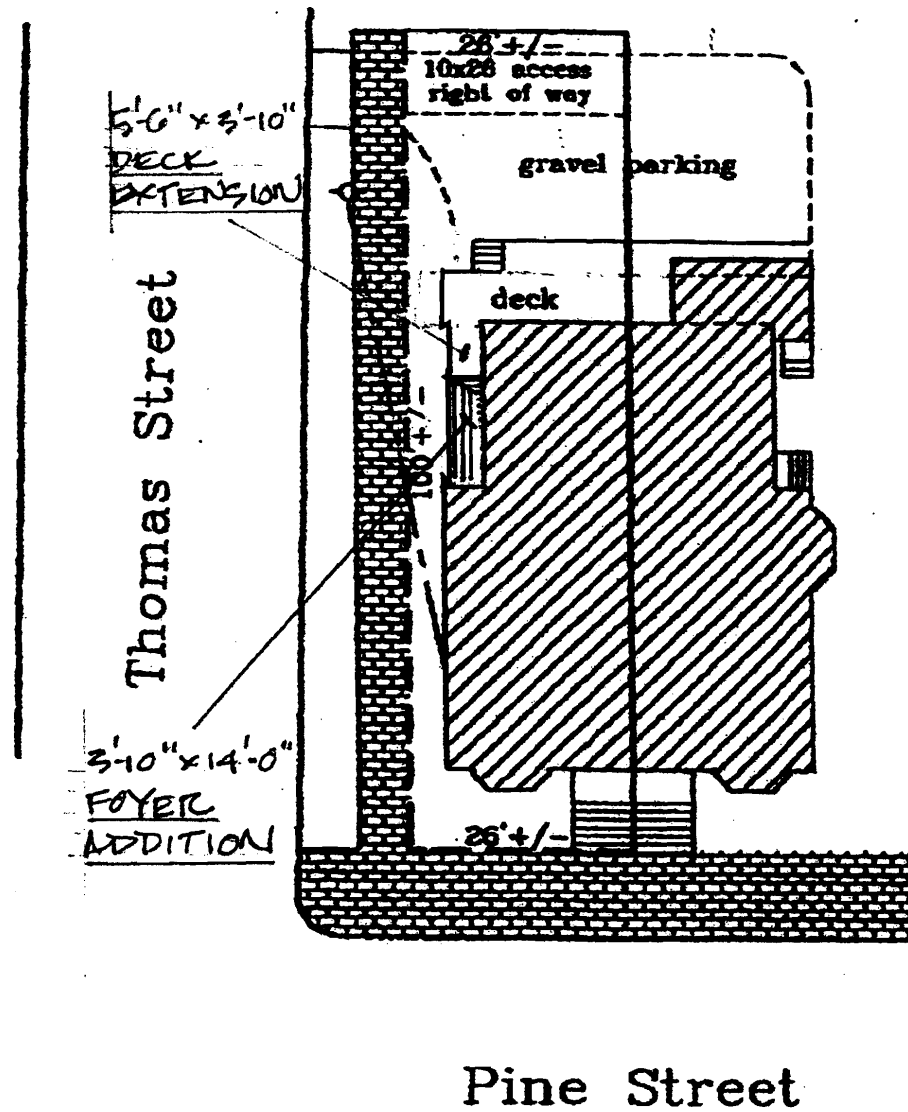 26'+/-
10x26 access
right of way
5'-6" x 3'-10"
DECK
EXTENSION
gravel parking
deck
100'+/-
Thomas Street
3'-10" x 14'-0"
FOYER
ADDITION
26'+/-
Pine Street